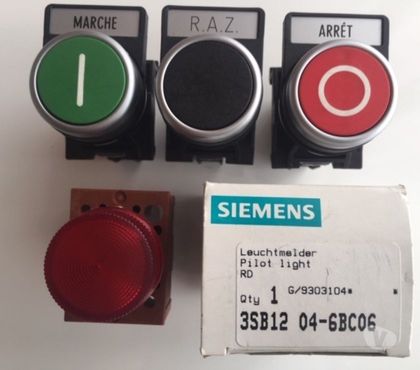 MARCHE
R.A.Z.
ARRÊT
SIEMENS
Leuchtmelder
Pilot light
RD
Qty 1 G/9303104*
3SB12 04-6BC06